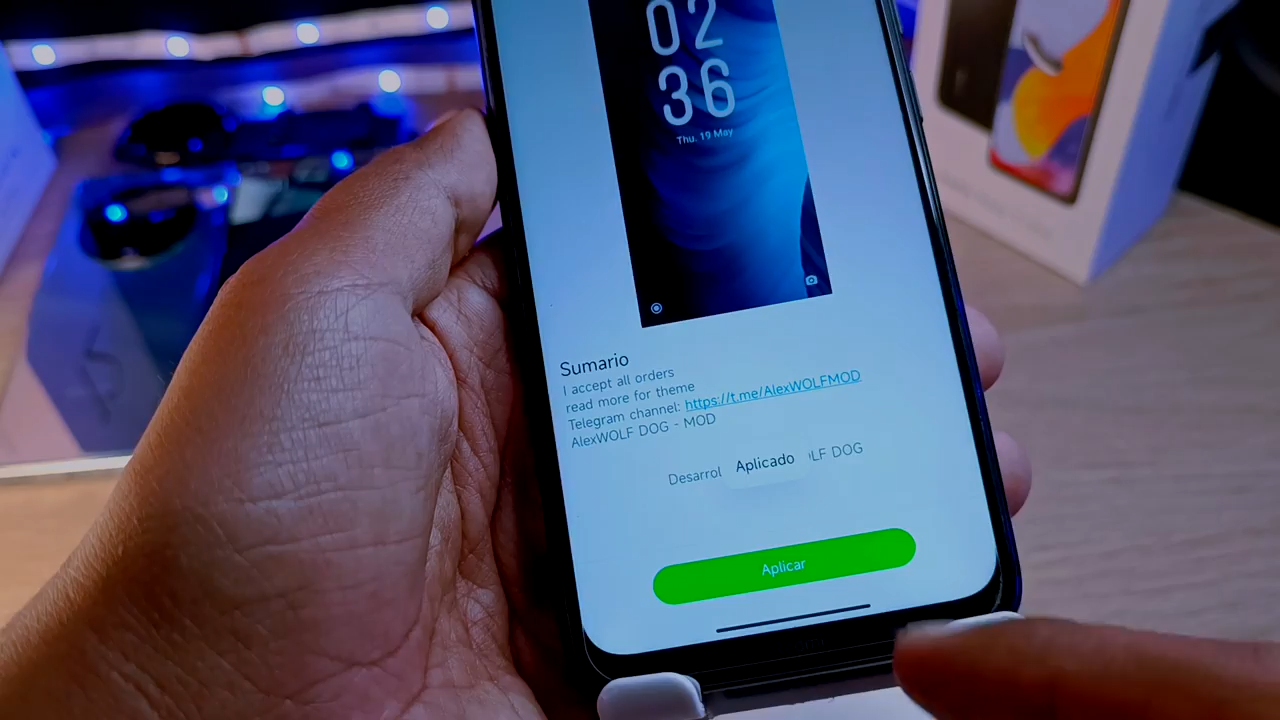 02
36
Thu. 19 May
Sumario
I accept all orders
read more for theme
Telegram channel: https://t.me/AlexWOLFMOD
AlexWOLF DOG - MOD
Desarrol Aplicado LF DOG
Aplicar